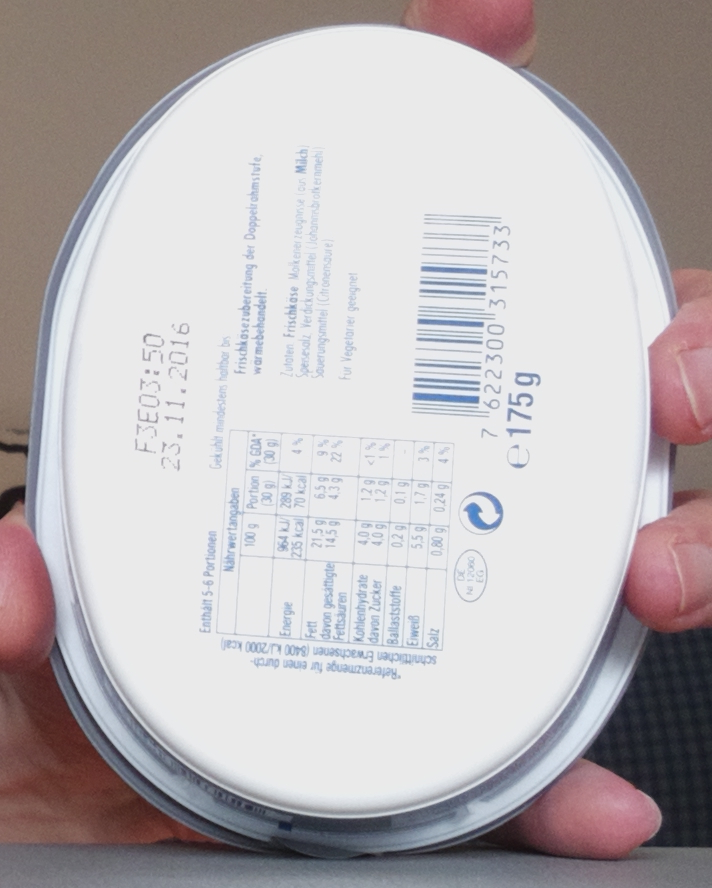 F3E03:50
23.11.2016
Gekühlt mindestens haltbar bis
Frischkäsezubereitung der Doppelrahmstufe,
wärmebehandelt.
Zutaten Frischkäse Molkenerzeugnisse (aus Milch)
Speisesalz, Verdickungsmittel (Johannisbrotkernmehl)
Säuerungsmittel (Citronensäure)
Für Vegetarier geeignet
Enthält 5-6 Portionen
Nährwertangaben
100 g Portion % GDA*
(30 g) (30 g)
Energie 964 kJ/ 289 kJ/ 4 %
235 kcal 70 kcal
Fett 21,5 g 6,5 g 9 %
davon gesättigte 14,5 g 4,3 g 22 %
Fettsäuren
Kohlenhydrate 4,0 g 1,2 g <1 %
davon Zucker 4,0 g 1,2 g 1 %
Ballaststoffe 0,2 g 0,1 g -
Eiweiß 5,5 g 1,7 g 3 %
Salz 0,80 g 0,24 g 4 %
*Referenzmenge für einen durch-
schnittlichen Erwachsenen (8400 kJ/2000 kcal)
DE
EG
7 622300 315733
e 175g